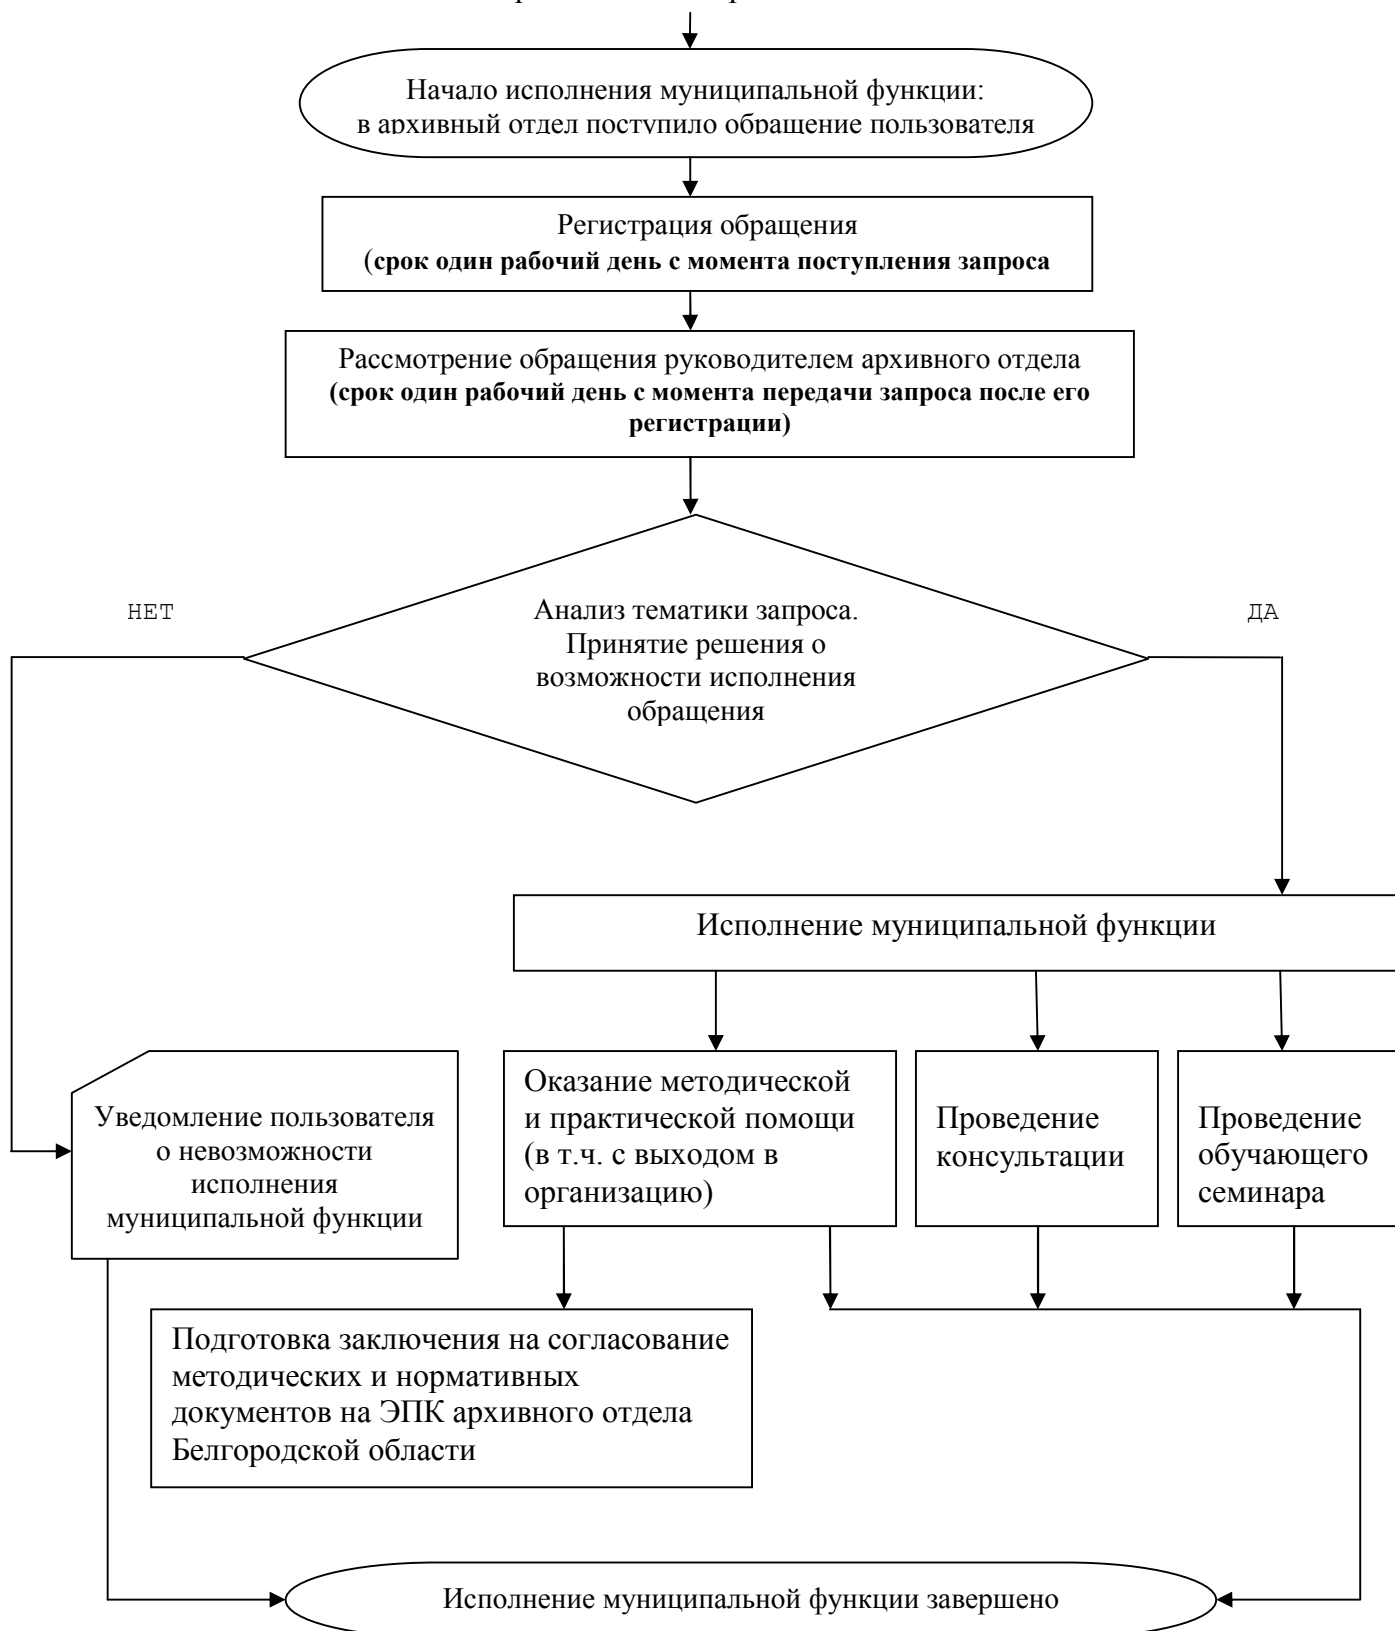 Начало исполнения муниципальной функции:
в архивный отдел поступило обращение пользователя
Регистрация обращения
(срок один рабочий день с момента поступления запроса
Рассмотрение обращения руководителем архивного отдела
(срок один рабочий день с момента передачи запроса после его
регистрации)
НЕТ
ДА
Анализ тематики запроса.
Принятие решения о
возможности исполнения
обращения
Исполнение муниципальной функции
Уведомление пользователя
о невозможности
исполнения
муниципальной функции
Оказание методической
и практической помощи
(в т.ч. с выходом в
организацию)
Проведение
консультации
Проведение
обучающего
семинара
Подготовка заключения на согласование
методических и нормативных
документов на ЭПК архивного отдела
Белгородской области
Исполнение муниципальной функции завершено